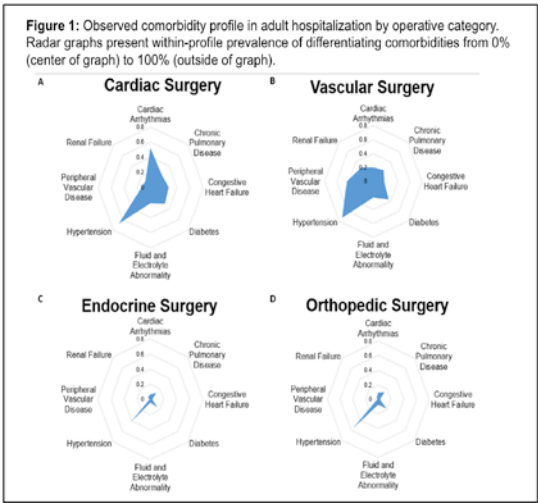 Figure 1: Observed comorbidity profile in adult hospitalization by operative category.
Radar graphs present within-profile prevalence of differentiating comorbidities from 0%
(center of graph) to 100% (outside of graph).
A
Cardiac Surgery
Cardiac
Arrhythmias
0.8
0.6
0.4
0.2
0
Chronic
Pulmonary
Disease
Congestive
Heart Failure
Diabetes
Fluid and
Electrolyte
Abnormality
Hypertension
Peripheral
Vascular
Disease
Renal Failure
B
Vascular Surgery
Cardiac
Arrhythmias
0.8
0.6
0.4
0.2
0
Chronic
Pulmonary
Disease
Congestive
Heart Failure
Diabetes
Fluid and
Electrolyte
Abnormality
Hypertension
Peripheral
Vascular
Disease
Renal Failure
C
Endocrine Surgery
Cardiac
Arrhythmias
0.8
0.6
0.4
0.2
0
Chronic
Pulmonary
Disease
Congestive
Heart Failure
Diabetes
Fluid and
Electrolyte
Abnormality
Hypertension
Peripheral
Vascular
Disease
Renal Failure
D
Orthopedic Surgery
Cardiac
Arrhythmias
0.8
0.6
0.4
0.2
0
Chronic
Pulmonary
Disease
Congestive
Heart Failure
Diabetes
Fluid and
Electrolyte
Abnormality
Hypertension
Peripheral
Vascular
Disease
Renal Failure